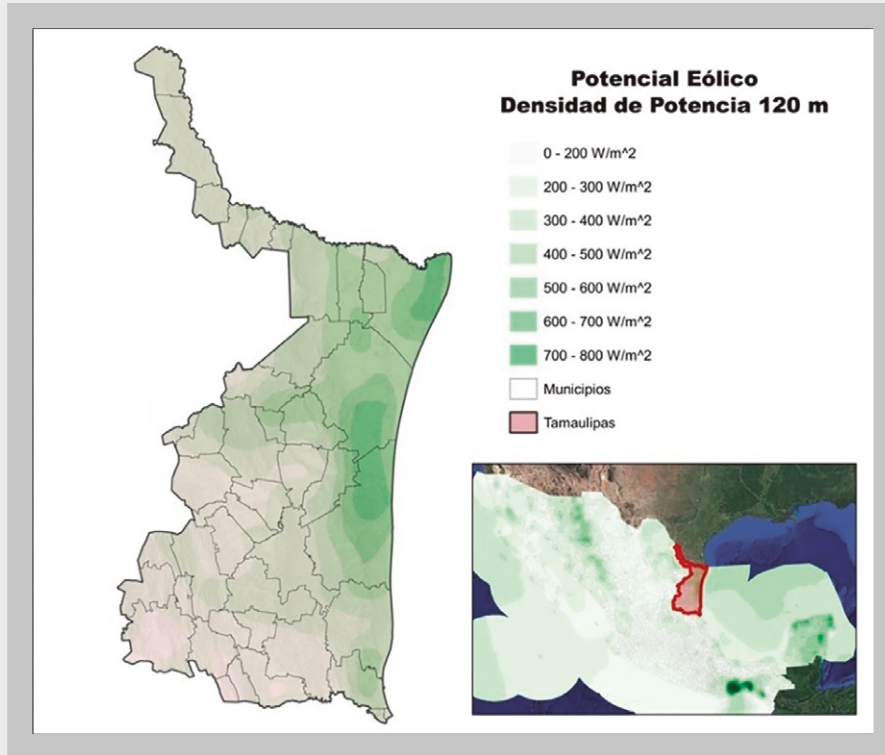 Potencial Eólico
Densidad de Potencia 120 m
0 - 200 W/m^2
200 - 300 W/m^2
300 - 400 W/m^2
400 - 500 W/m^2
500 - 600 W/m^2
600 - 700 W/m^2
700 - 800 W/m^2
Municipios
Tamaulipas